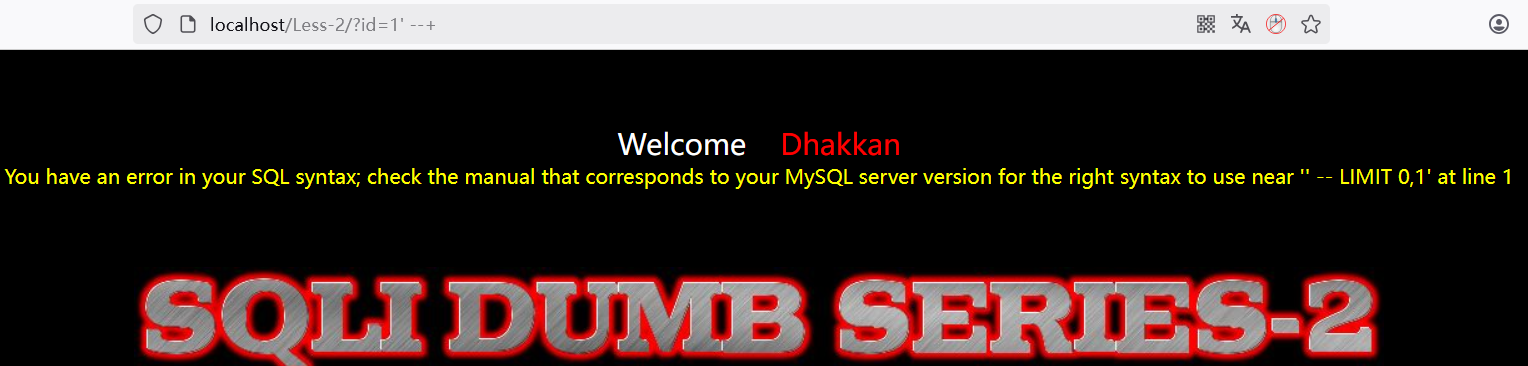 localhost/Less-2/?id=1' --+
Welcome Dhakkan
You have an error in your SQL syntax; check the manual that corresponds to your MySQL server version for the right syntax to use near '' -- LIMIT 0,1' at line 1
SQLI DUMB SERIES-2